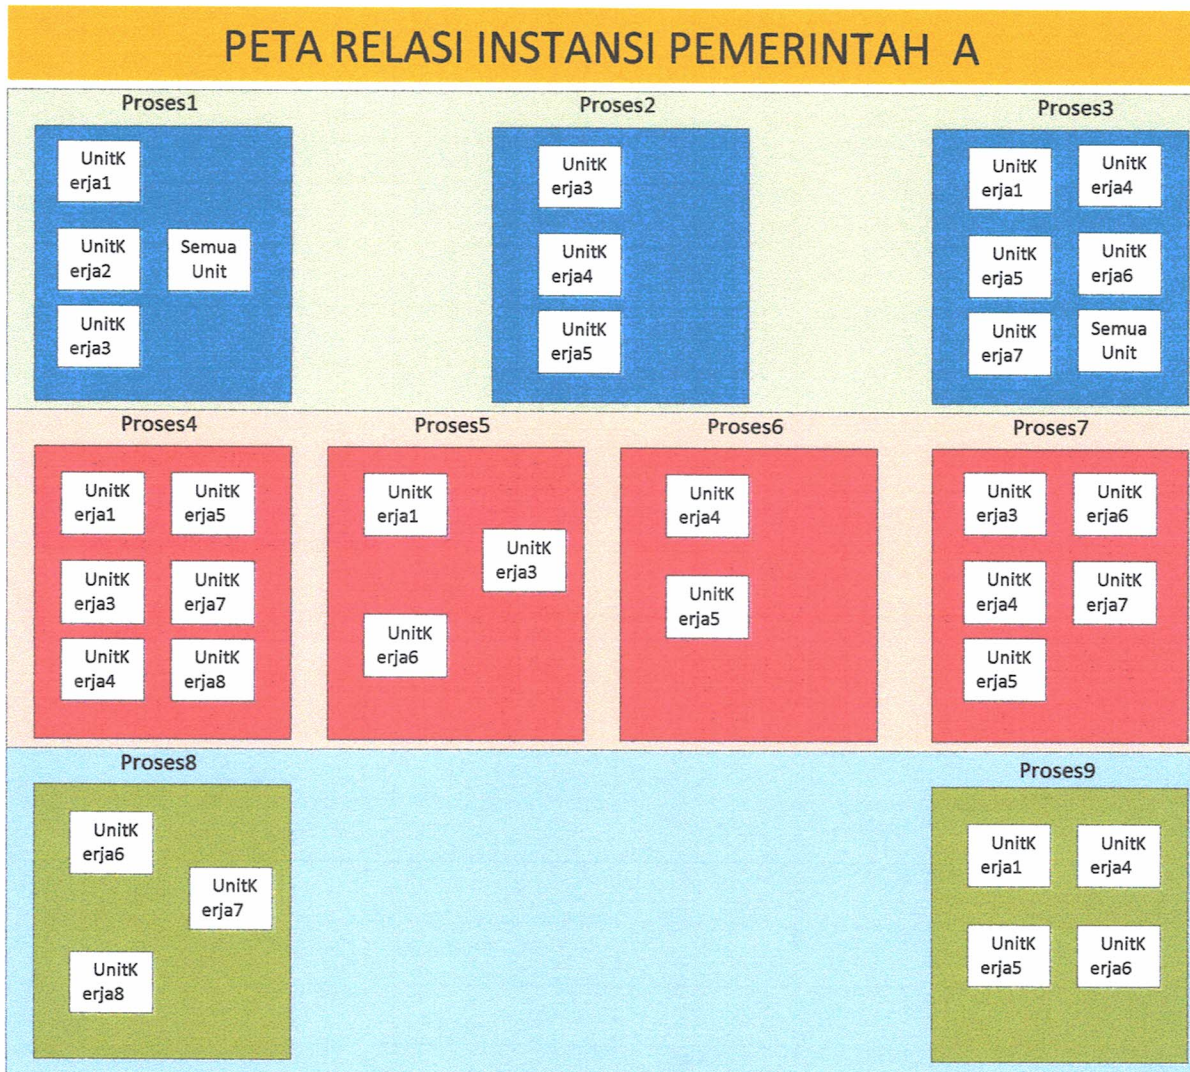 PETA RELASI INSTANSI PEMERINTAH A
Proses1
UnitK
erja1
UnitK
erja2
Semua
Unit
UnitK
erja3
Proses2
UnitK
erja3
UnitK
erja4
UnitK
erja5
Proses3
UnitK
erja1
UnitK
erja4
UnitK
erja5
UnitK
erja6
UnitK
erja7
Semua
Unit
Proses4
UnitK
erja1
UnitK
erja5
UnitK
erja3
UnitK
erja7
UnitK
erja4
UnitK
erja8
Proses5
UnitK
erja1
UnitK
erja3
UnitK
erja6
Proses6
UnitK
erja4
UnitK
erja5
Proses7
UnitK
erja3
UnitK
erja6
UnitK
erja4
UnitK
erja7
UnitK
erja5
Proses8
UnitK
erja6
UnitK
erja7
UnitK
erja8
Proses9
UnitK
erja1
UnitK
erja4
UnitK
erja5
UnitK
erja6